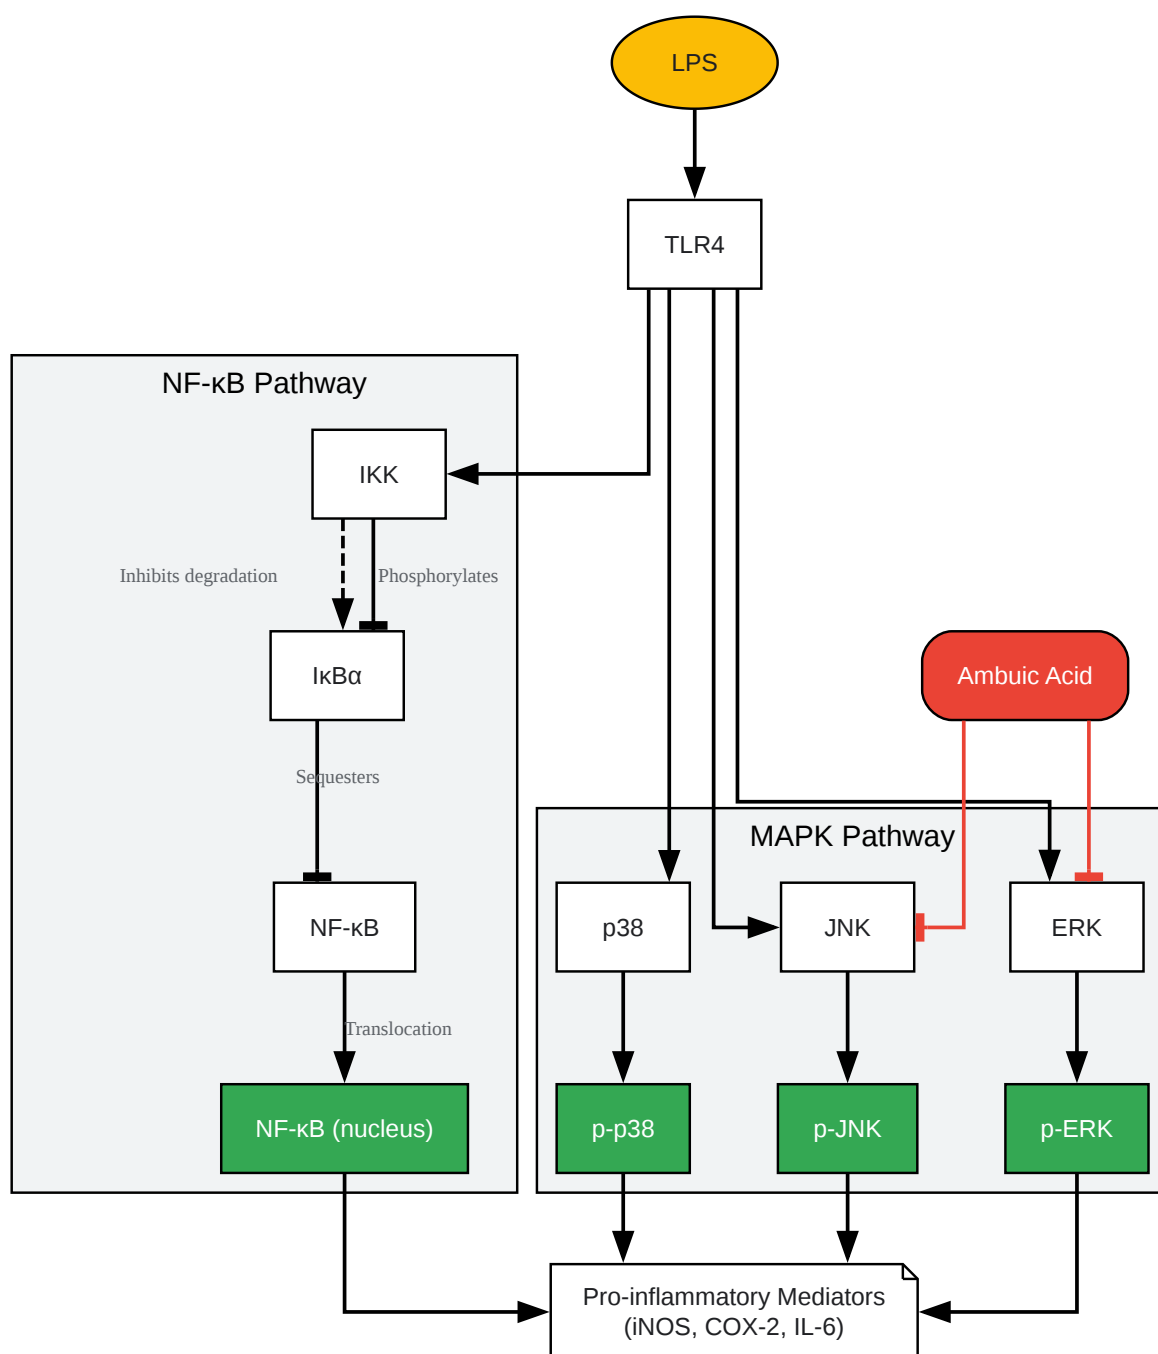 LPS
TLR4
NF-κB Pathway
IKK
Inhibits degradation
Phosphorylates
IκBα
Ambuic Acid
Sequesters
MAPK Pathway
NF-κB
p38
JNK
ERK
Translocation
NF-κB (nucleus)
p-p38
p-JNK
p-ERK
Pro-inflammatory Mediators
(iNOS, COX-2, IL-6)